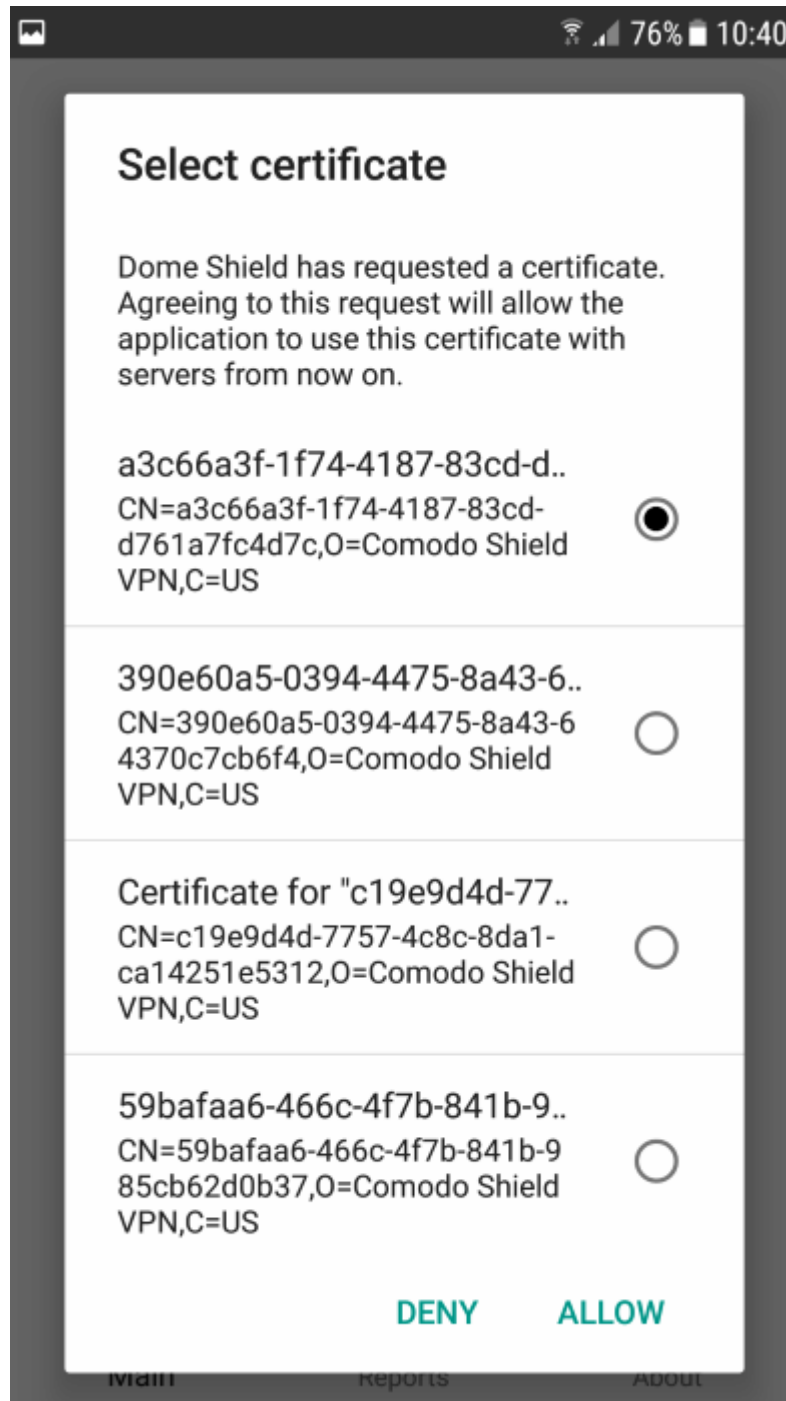 76% 10:40
Select certificate
Dome Shield has requested a certificate.
Agreeing to this request will allow the
application to use this certificate with
servers from now on.
a3c66a3f-1f74-4187-83cd-d..
CN=a3c66a3f-1f74-4187-83cd-
d761a7fc4d7c,O=Comodo Shield
VPN,C=US
390e60a5-0394-4475-8a43-6..
CN=390e60a5-0394-4475-8a43-6
4370c7cb6f4,O=Comodo Shield
VPN,C=US
Certificate for "c19e9d4d-77..
CN=c19e9d4d-7757-4c8c-8da1-
ca14251e5312,O=Comodo Shield
VPN,C=US
59bafaa6-466c-4f7b-841b-9..
CN=59bafaa6-466c-4f7b-841b-9
85cb62d0b37,O=Comodo Shield
VPN,C=US
DENY ALLOW
Main Reports About